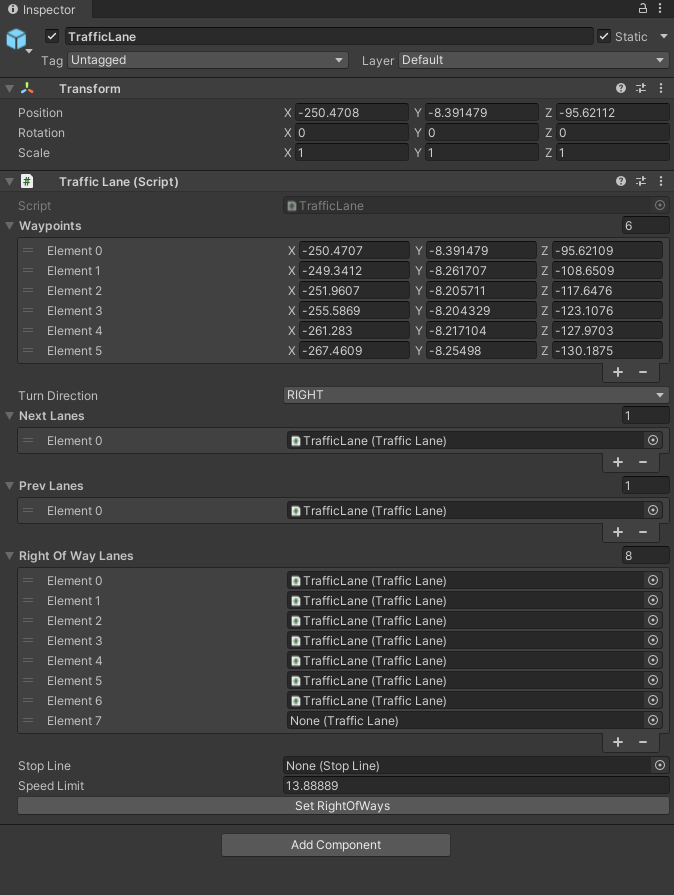 Inspector
TrafficLane Static
Tag Untagged Layer Default
Transform
Position X -250.4708 Y -8.391479 Z -95.62112
Rotation X 0 Y 0 Z 0
Scale X 1 Y 1 Z 1
# Traffic Lane (Script)
Script TrafficLane
Waypoints 6
Element 0 X -250.4707 Y -8.391479 Z -95.62109
Element 1 X -249.3412 Y -8.261707 Z -108.6509
Element 2 X -251.9607 Y -8.205711 Z -117.6476
Element 3 X -255.5869 Y -8.204329 Z -123.1076
Element 4 X -261.283 Y -8.217104 Z -127.9703
Element 5 X -267.4609 Y -8.25498 Z -130.1875
+ −
Turn Direction RIGHT
Next Lanes 1
Element 0 TrafficLane (Traffic Lane)
+ −
Prev Lanes 1
Element 0 TrafficLane (Traffic Lane)
+ −
Right Of Way Lanes 8
Element 0 TrafficLane (Traffic Lane)
Element 1 TrafficLane (Traffic Lane)
Element 2 TrafficLane (Traffic Lane)
Element 3 TrafficLane (Traffic Lane)
Element 4 TrafficLane (Traffic Lane)
Element 5 TrafficLane (Traffic Lane)
Element 6 TrafficLane (Traffic Lane)
Element 7 None (Traffic Lane)
+ −
Stop Line None (Stop Line)
Speed Limit 13.88889
Set RightOfWays
Add Component